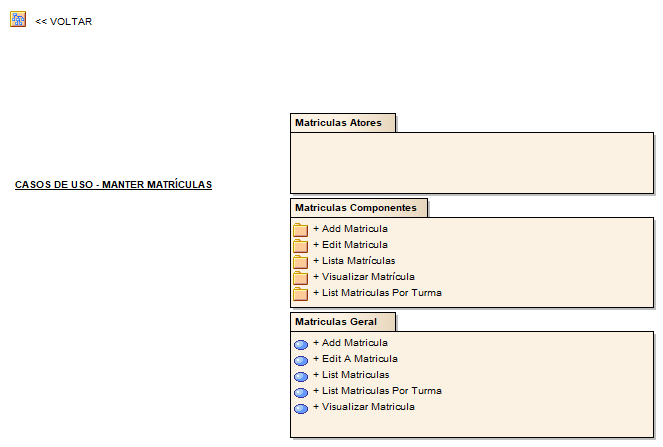 << VOLTAR
Matriculas Atores
CASOS DE USO - MANTER MATRÍCULAS
Matriculas Componentes
+ Add Matricula
+ Edit Matricula
+ Lista Matrículas
+ Visualizar Matrícula
+ List Matriculas Por Turma
Matriculas Geral
+ Add Matricula
+ Edit A Matricula
+ List Matriculas
+ List Matriculas Por Turma
+ Visualizar Matricula